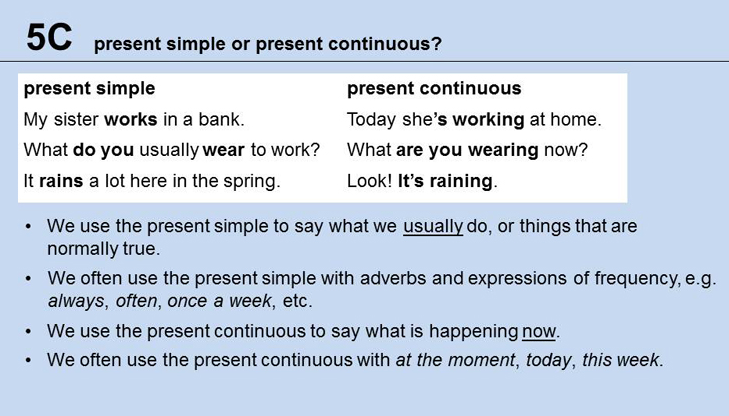 5C present simple or present continuous?
present simple present continuous
My sister works in a bank. Today she's working at home.
What do you usually wear to work? What are you wearing now?
It rains a lot here in the spring. Look! It's raining.
• We use the present simple to say what we usually do, or things that are
normally true.
• We often use the present simple with adverbs and expressions of frequency, e.g.
always, often, once a week, etc.
• We use the present continuous to say what is happening now.
• We often use the present continuous with at the moment, today, this week.